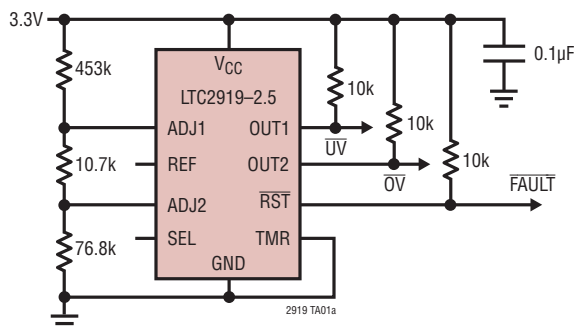 3.3V
453k
10.7k
76.8k
VCC
LTC2919–2.5
ADJ1
REF
ADJ2
SEL
OUT1
OUT2
RST
TMR
GND
10k
10k
10k
UV
OV
FAULT
0.1µF
2919 TA01a